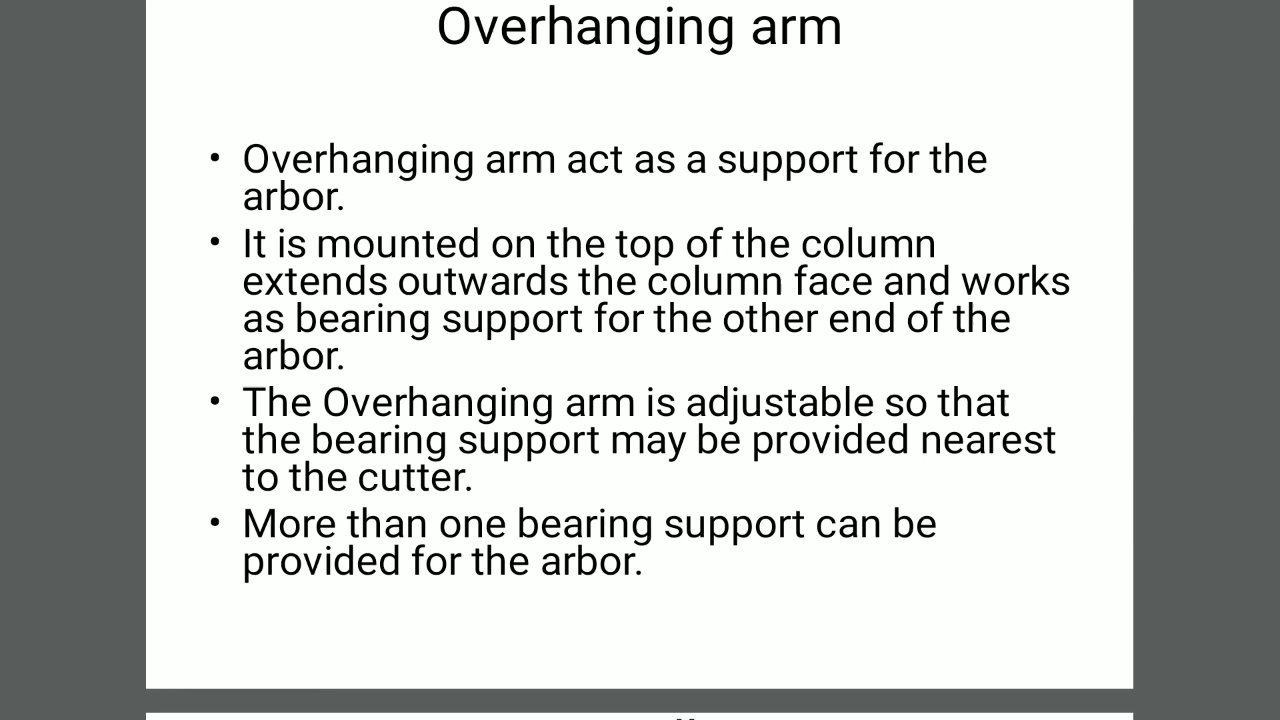 Overhanging arm
• Overhanging arm act as a support for the
arbor.
• It is mounted on the top of the column
extends outwards the column face and works
as bearing support for the other end of the
arbor.
• The Overhanging arm is adjustable so that
the bearing support may be provided nearest
to the cutter.
• More than one bearing support can be
provided for the arbor.